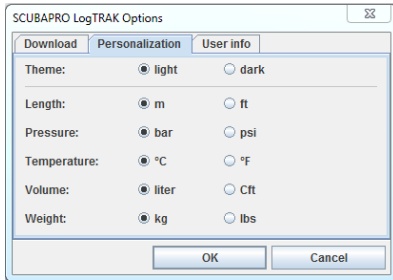 SCUBAPRO LogTRAK Options
Download Personalization User info
Theme: light dark
Length: m ft
Pressure: bar psi
Temperature: °C °F
Volume: liter Cft
Weight: kg lbs
OK Cancel